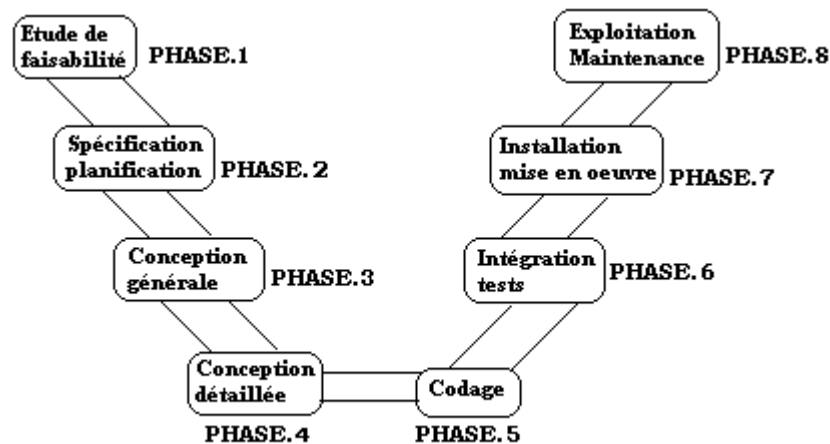 Etude de
faisabilité
PHASE.1
Spécification
planification
PHASE.2
Conception
générale
PHASE.3
Conception
détaillée
PHASE.4
Codage
PHASE.5
Intégration
tests
PHASE.6
Installation
mise en oeuvre
PHASE.7
Exploitation
Maintenance
PHASE.8